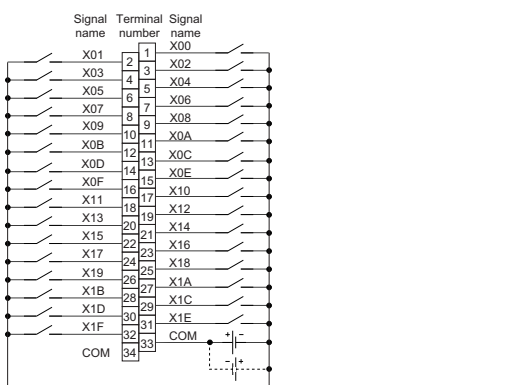 Signal Terminal Signal
name number name
1 X00
X01 2
3 X02
X03 4
5 X04
X05 6
7 X06
X07 8
9 X08
X09 10
11 X0A
X0B 12
13 X0C
X0D 14
15 X0E
X0F 16
17 X10
X11 18
19 X12
X13 20
21 X14
X15 22
23 X16
X17 24
25 X18
X19 26
27 X1A
X1B 28
29 X1C
X1D 30
31 X1E
X1F 32
33 COM + −
COM 34
− +